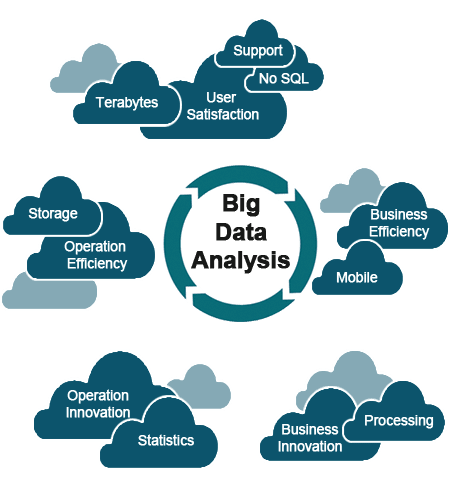 Support
No SQL
Terabytes
User
Satisfaction
Storage
Operation
Efficiency
Big
Data
Analysis
Business
Efficiency
Mobile
Operation
Innovation
Statistics
Business
Innovation
Processing